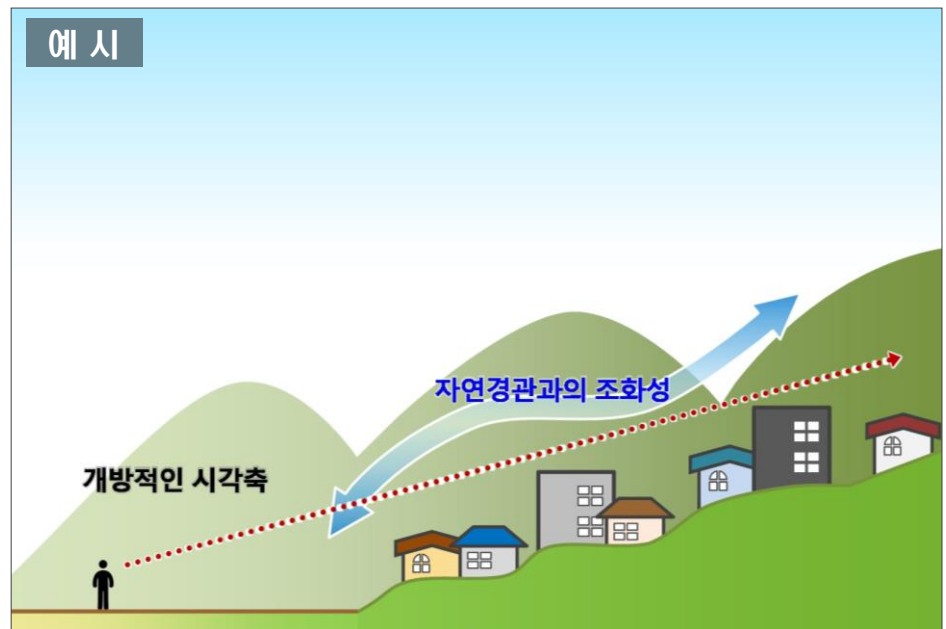 예 시
자연경관과의 조화성
개방적인 시각축